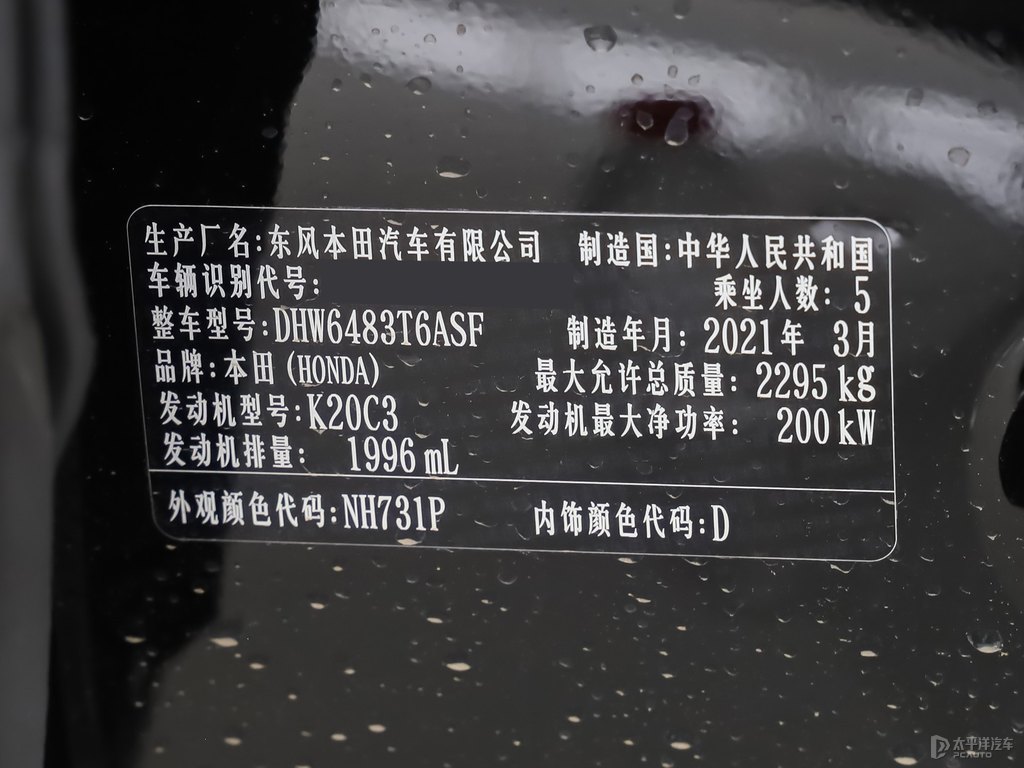 生产厂名:东风本田汽车有限公司 制造国:中华人民共和国
车辆识别代号: 乘坐人数: 5
整车型号:DHW6483T6ASF 制造年月: 2021年 3月
品牌:本田 (HONDA) 最大允许总质量: 2295 kg
发动机型号:K20C3 发动机最大净功率: 200 kW
发动机排量: 1996 mL
外观颜色代码:NH731P 内饰颜色代码:D
太平洋汽车
PCAUTO